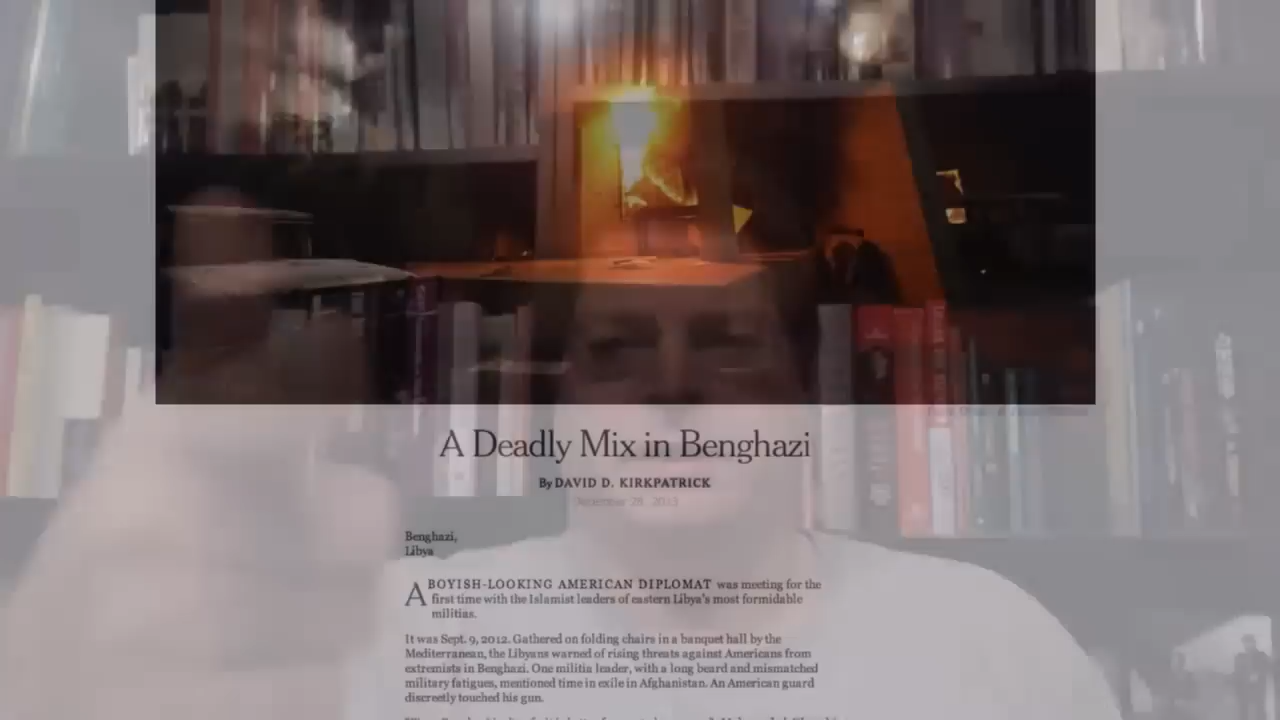 A Deadly Mix in Benghazi
By DAVID D. KIRKPATRICK
December 28, 2013
Benghazi,
Libya
A BOYISH-LOOKING AMERICAN DIPLOMAT was meeting for the
first time with the Islamist leaders of eastern Libya's most formidable
militias.
It was Sept. 9, 2012. Gathered on folding chairs in a banquet hall by the
Mediterranean, the Libyans warned of rising threats against Americans from
extremists in Benghazi. One militia leader, with a long beard and mismatched
military fatigues, mentioned time in exile in Afghanistan. An American guard
discreetly touched his gun.